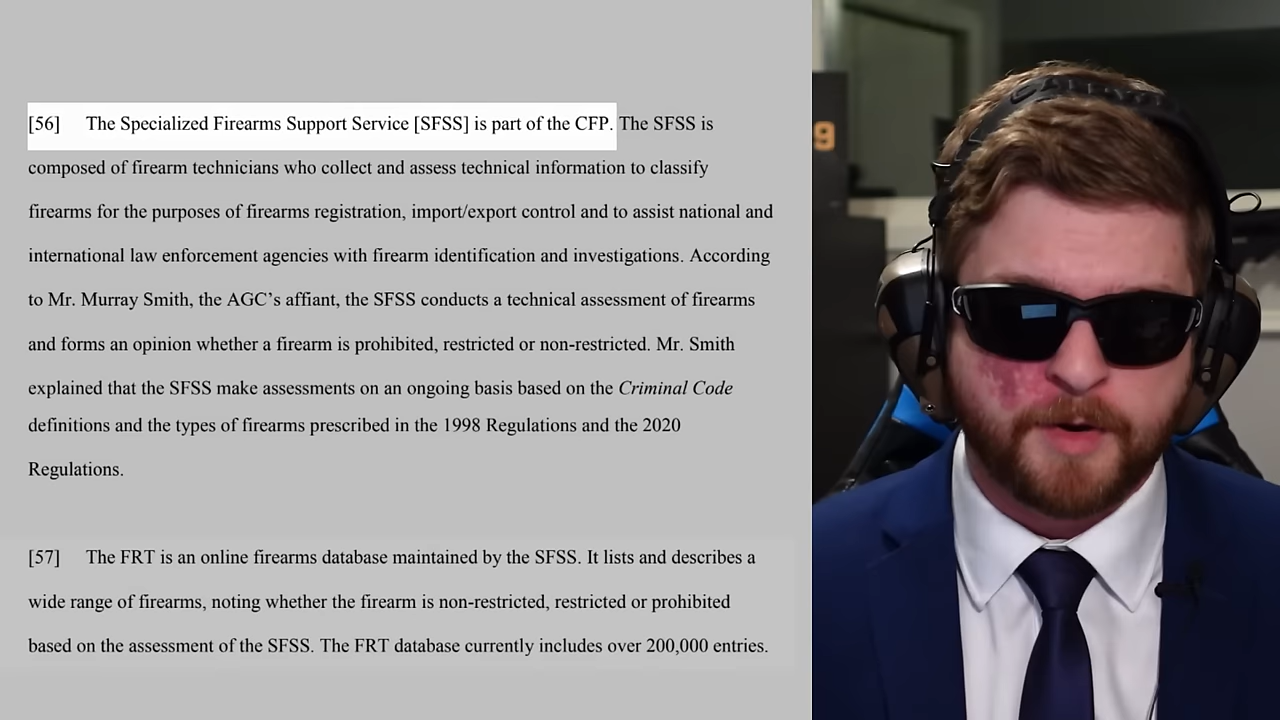 [56] The Specialized Firearms Support Service [SFSS] is part of the CFP. The SFSS is
composed of firearm technicians who collect and assess technical information to classify
firearms for the purposes of firearms registration, import/export control and to assist national and
international law enforcement agencies with firearm identification and investigations. According
to Mr. Murray Smith, the AGC’s affiant, the SFSS conducts a technical assessment of firearms
and forms an opinion whether a firearm is prohibited, restricted or non-restricted. Mr. Smith
explained that the SFSS make assessments on an ongoing basis based on the Criminal Code
definitions and the types of firearms prescribed in the 1998 Regulations and the 2020
Regulations.
[57] The FRT is an online firearms database maintained by the SFSS. It lists and describes a
wide range of firearms, noting whether the firearm is non-restricted, restricted or prohibited
based on the assessment of the SFSS. The FRT database currently includes over 200,000 entries.
9